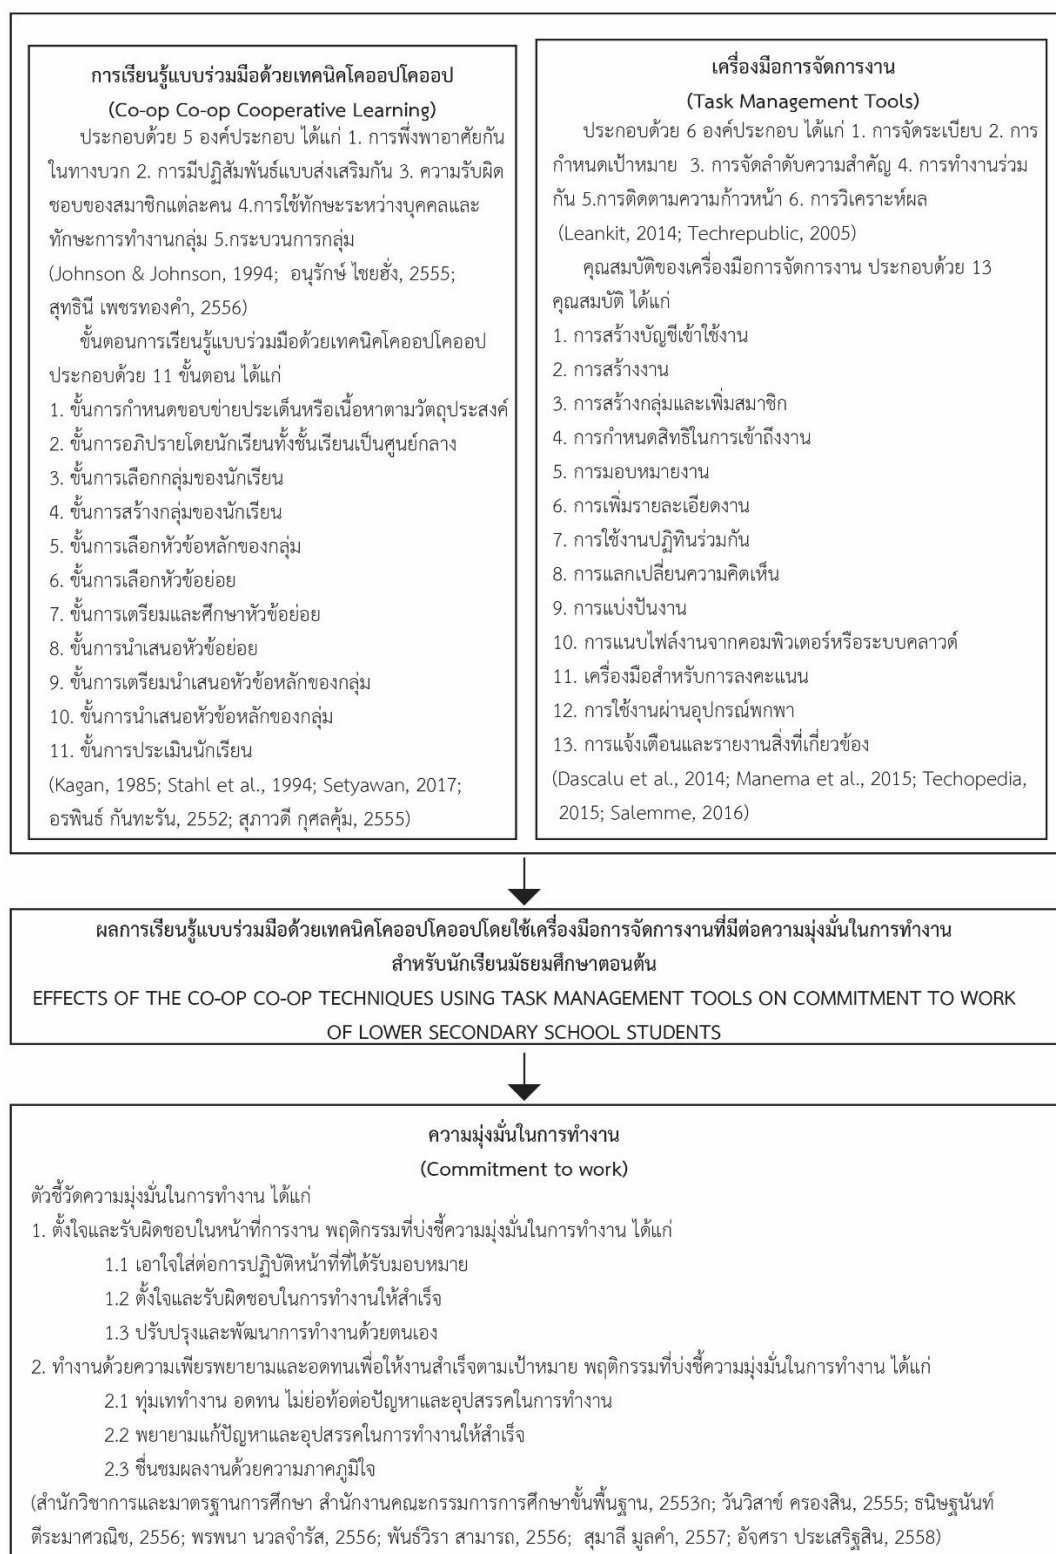 การเรียนรู้แบบร่วมมือด้วยเทคนิคโคออปโคออป
(Co-op Co-op Cooperative Learning)
ประกอบด้วย 5 องค์ประกอบ ได้แก่ 1. การพึ่งพาอาศัยกัน
ในทางบวก 2. การมีปฏิสัมพันธ์แบบส่งเสริมกัน 3. ความรับผิด
ชอบของสมาชิกแต่ละคน 4.การใช้ทักษะระหว่างบุคคลและ
ทักษะการทำงานกลุ่ม 5.กระบวนการกลุ่ม
(Johnson & Johnson, 1994; อนุรักษ์ ไชยฮั่ง, 2555;
สุทธินี เพชรทองคำ, 2556)
ขั้นตอนการเรียนรู้แบบร่วมมือด้วยเทคนิคโคออปโคออป
ประกอบด้วย 11 ขั้นตอน ได้แก่
1. ขั้นการกำหนดขอบข่ายประเด็นหรือเนื้อหาตามวัตถุประสงค์
2. ขั้นการอภิปรายโดยนักเรียนทั้งชั้นเรียนเป็นศูนย์กลาง
3. ขั้นการเลือกกลุ่มของนักเรียน
4. ขั้นการสร้างกลุ่มของนักเรียน
5. ขั้นการเลือกหัวข้อหลักของกลุ่ม
6. ขั้นการเลือกหัวข้อย่อย
7. ขั้นการเตรียมและศึกษาหัวข้อย่อย
8. ขั้นการนำเสนอหัวข้อย่อย
9. ขั้นการเตรียมนำเสนอหัวข้อหลักของกลุ่ม
10. ขั้นการนำเสนอหัวข้อหลักของกลุ่ม
11. ขั้นการประเมินนักเรียน
(Kagan, 1985; Stahl et al., 1994; Setyawan, 2017;
อรพินธ์ กันทะรัน, 2552; สุภาวดี กุศลคุ้ม, 2555)
เครื่องมือการจัดการงาน
(Task Management Tools)
ประกอบด้วย 6 องค์ประกอบ ได้แก่ 1. การจัดระเบียบ 2. การ
กำหนดเป้าหมาย 3. การจัดลำดับความสำคัญ 4. การทำงานร่วม
กัน 5.การติดตามความก้าวหน้า 6. การวิเคราะห์ผล
(Leankit, 2014; Techrepublic, 2005)
คุณสมบัติของเครื่องมือการจัดการงาน ประกอบด้วย 13
คุณสมบัติ ได้แก่
1. การสร้างบัญชีเข้าใช้งาน
2. การสร้างงาน
3. การสร้างกลุ่มและเพิ่มสมาชิก
4. การกำหนดสิทธิในการเข้าถึงงาน
5. การมอบหมายงาน
6. การเพิ่มรายละเอียดงาน
7. การใช้งานปฏิทินร่วมกัน
8. การแลกเปลี่ยนความคิดเห็น
9. การแบ่งปันงาน
10. การแนบไฟล์งานจากคอมพิวเตอร์หรือระบบคลาวด์
11. เครื่องมือสำหรับการลงคะแนน
12. การใช้งานผ่านอุปกรณ์พกพา
13. การแจ้งเตือนและรายงานสิ่งที่เกี่ยวข้อง
(Dascalu et al., 2014; Manema et al., 2015; Techopedia,
2015; Salemme, 2016)
ผลการเรียนรู้แบบร่วมมือด้วยเทคนิคโคออปโคออปโดยใช้เครื่องมือการจัดการงานที่มีต่อความมุ่งมั่นในการทำงาน
สำหรับนักเรียนมัธยมศึกษาตอนต้น
EFFECTS OF THE CO-OP CO-OP TECHNIQUES USING TASK MANAGEMENT TOOLS ON COMMITMENT TO WORK
OF LOWER SECONDARY SCHOOL STUDENTS
ความมุ่งมั่นในการทำงาน
(Commitment to work)
ตัวชี้วัดความมุ่งมั่นในการทำงาน ได้แก่
1. ตั้งใจและรับผิดชอบในหน้าที่การงาน พฤติกรรมที่บ่งชี้ความมุ่งมั่นในการทำงาน ได้แก่
1.1 เอาใจใส่ต่อการปฏิบัติหน้าที่ที่ได้รับมอบหมาย
1.2 ตั้งใจและรับผิดชอบในการทำงานให้สำเร็จ
1.3 ปรับปรุงและพัฒนาการทำงานด้วยตนเอง
2. ทำงานด้วยความเพียรพยายามและอดทนเพื่อให้งานสำเร็จตามเป้าหมาย พฤติกรรมที่บ่งชี้ความมุ่งมั่นในการทำงาน ได้แก่
2.1 ทุ่มเททำงาน อดทน ไม่ย่อท้อต่อปัญหาและอุปสรรคในการทำงาน
2.2 พยายามแก้ปัญหาและอุปสรรคในการทำงานให้สำเร็จ
2.3 ชื่นชมผลงานด้วยความภาคภูมิใจ
(สำนักวิชาการและมาตรฐานการศึกษา สำนักงานคณะกรรมการการศึกษาขั้นพื้นฐาน, 2553ก; วันวิสาข์ ครองสิน, 2555; ธนิษฐนันท์
ตีระมาศวณิช, 2556; พรพนา นวลจำรัส, 2556; พันธ์วิรา สามารถ, 2556; สุมาลี มูลคำ, 2557; อัจศรา ประเสริฐสิน, 2558)